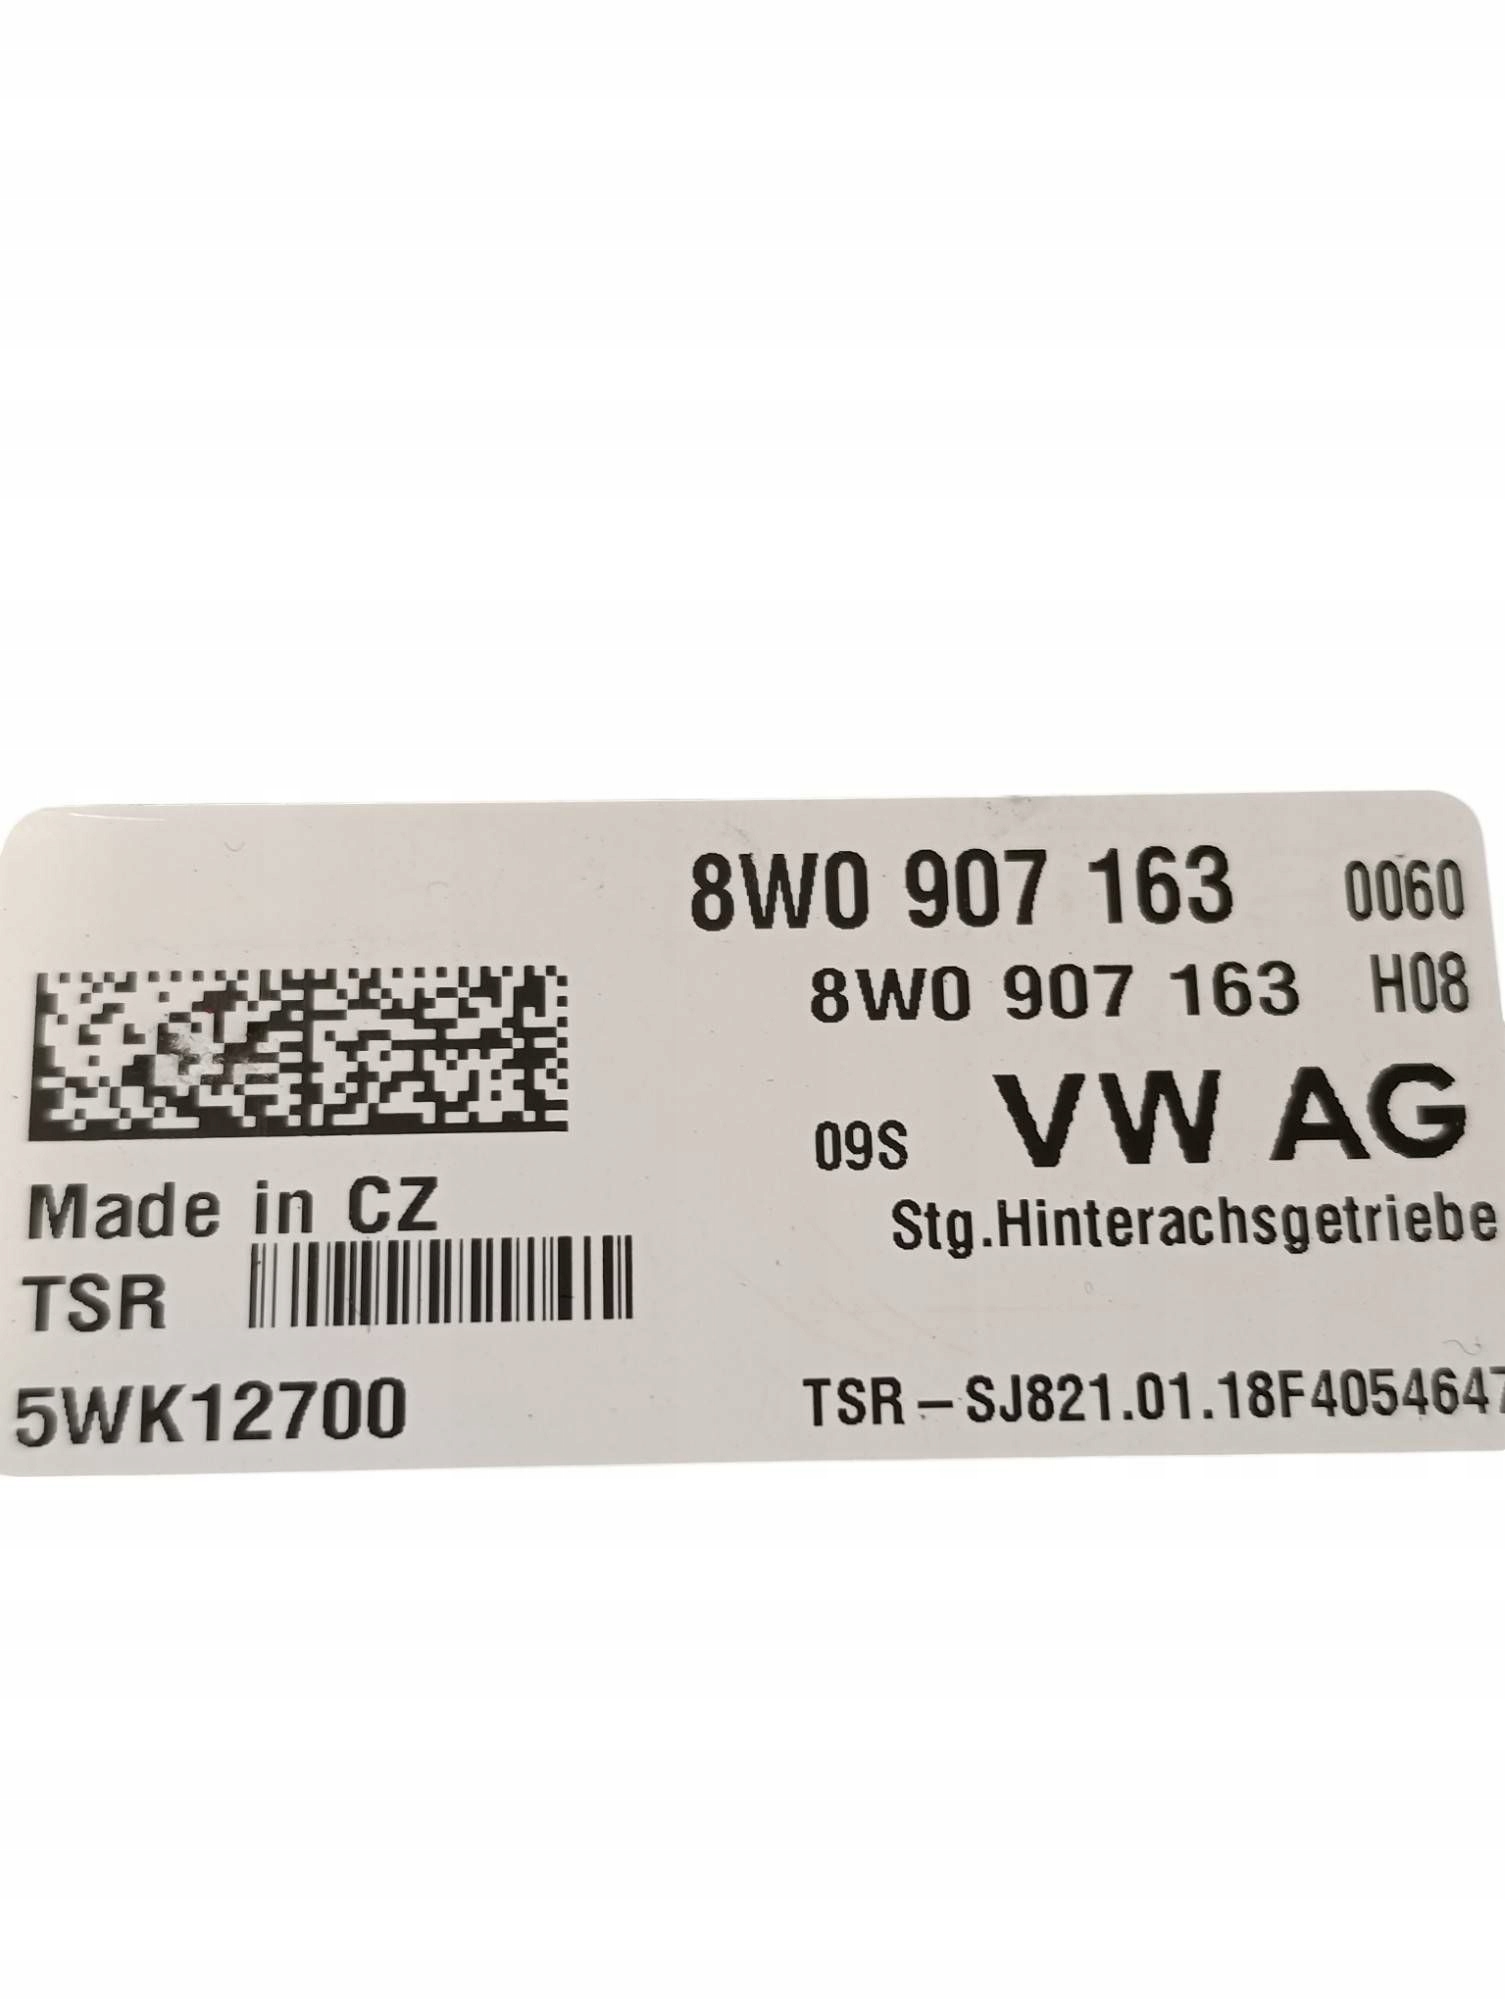 8W0 907 163 0060
8W0 907 163 H08
09S VW AG
Stg.Hinterachsgetriebe
Made in CZ
TSR
5WK12700
TSR-SJ821.01.18F4054647